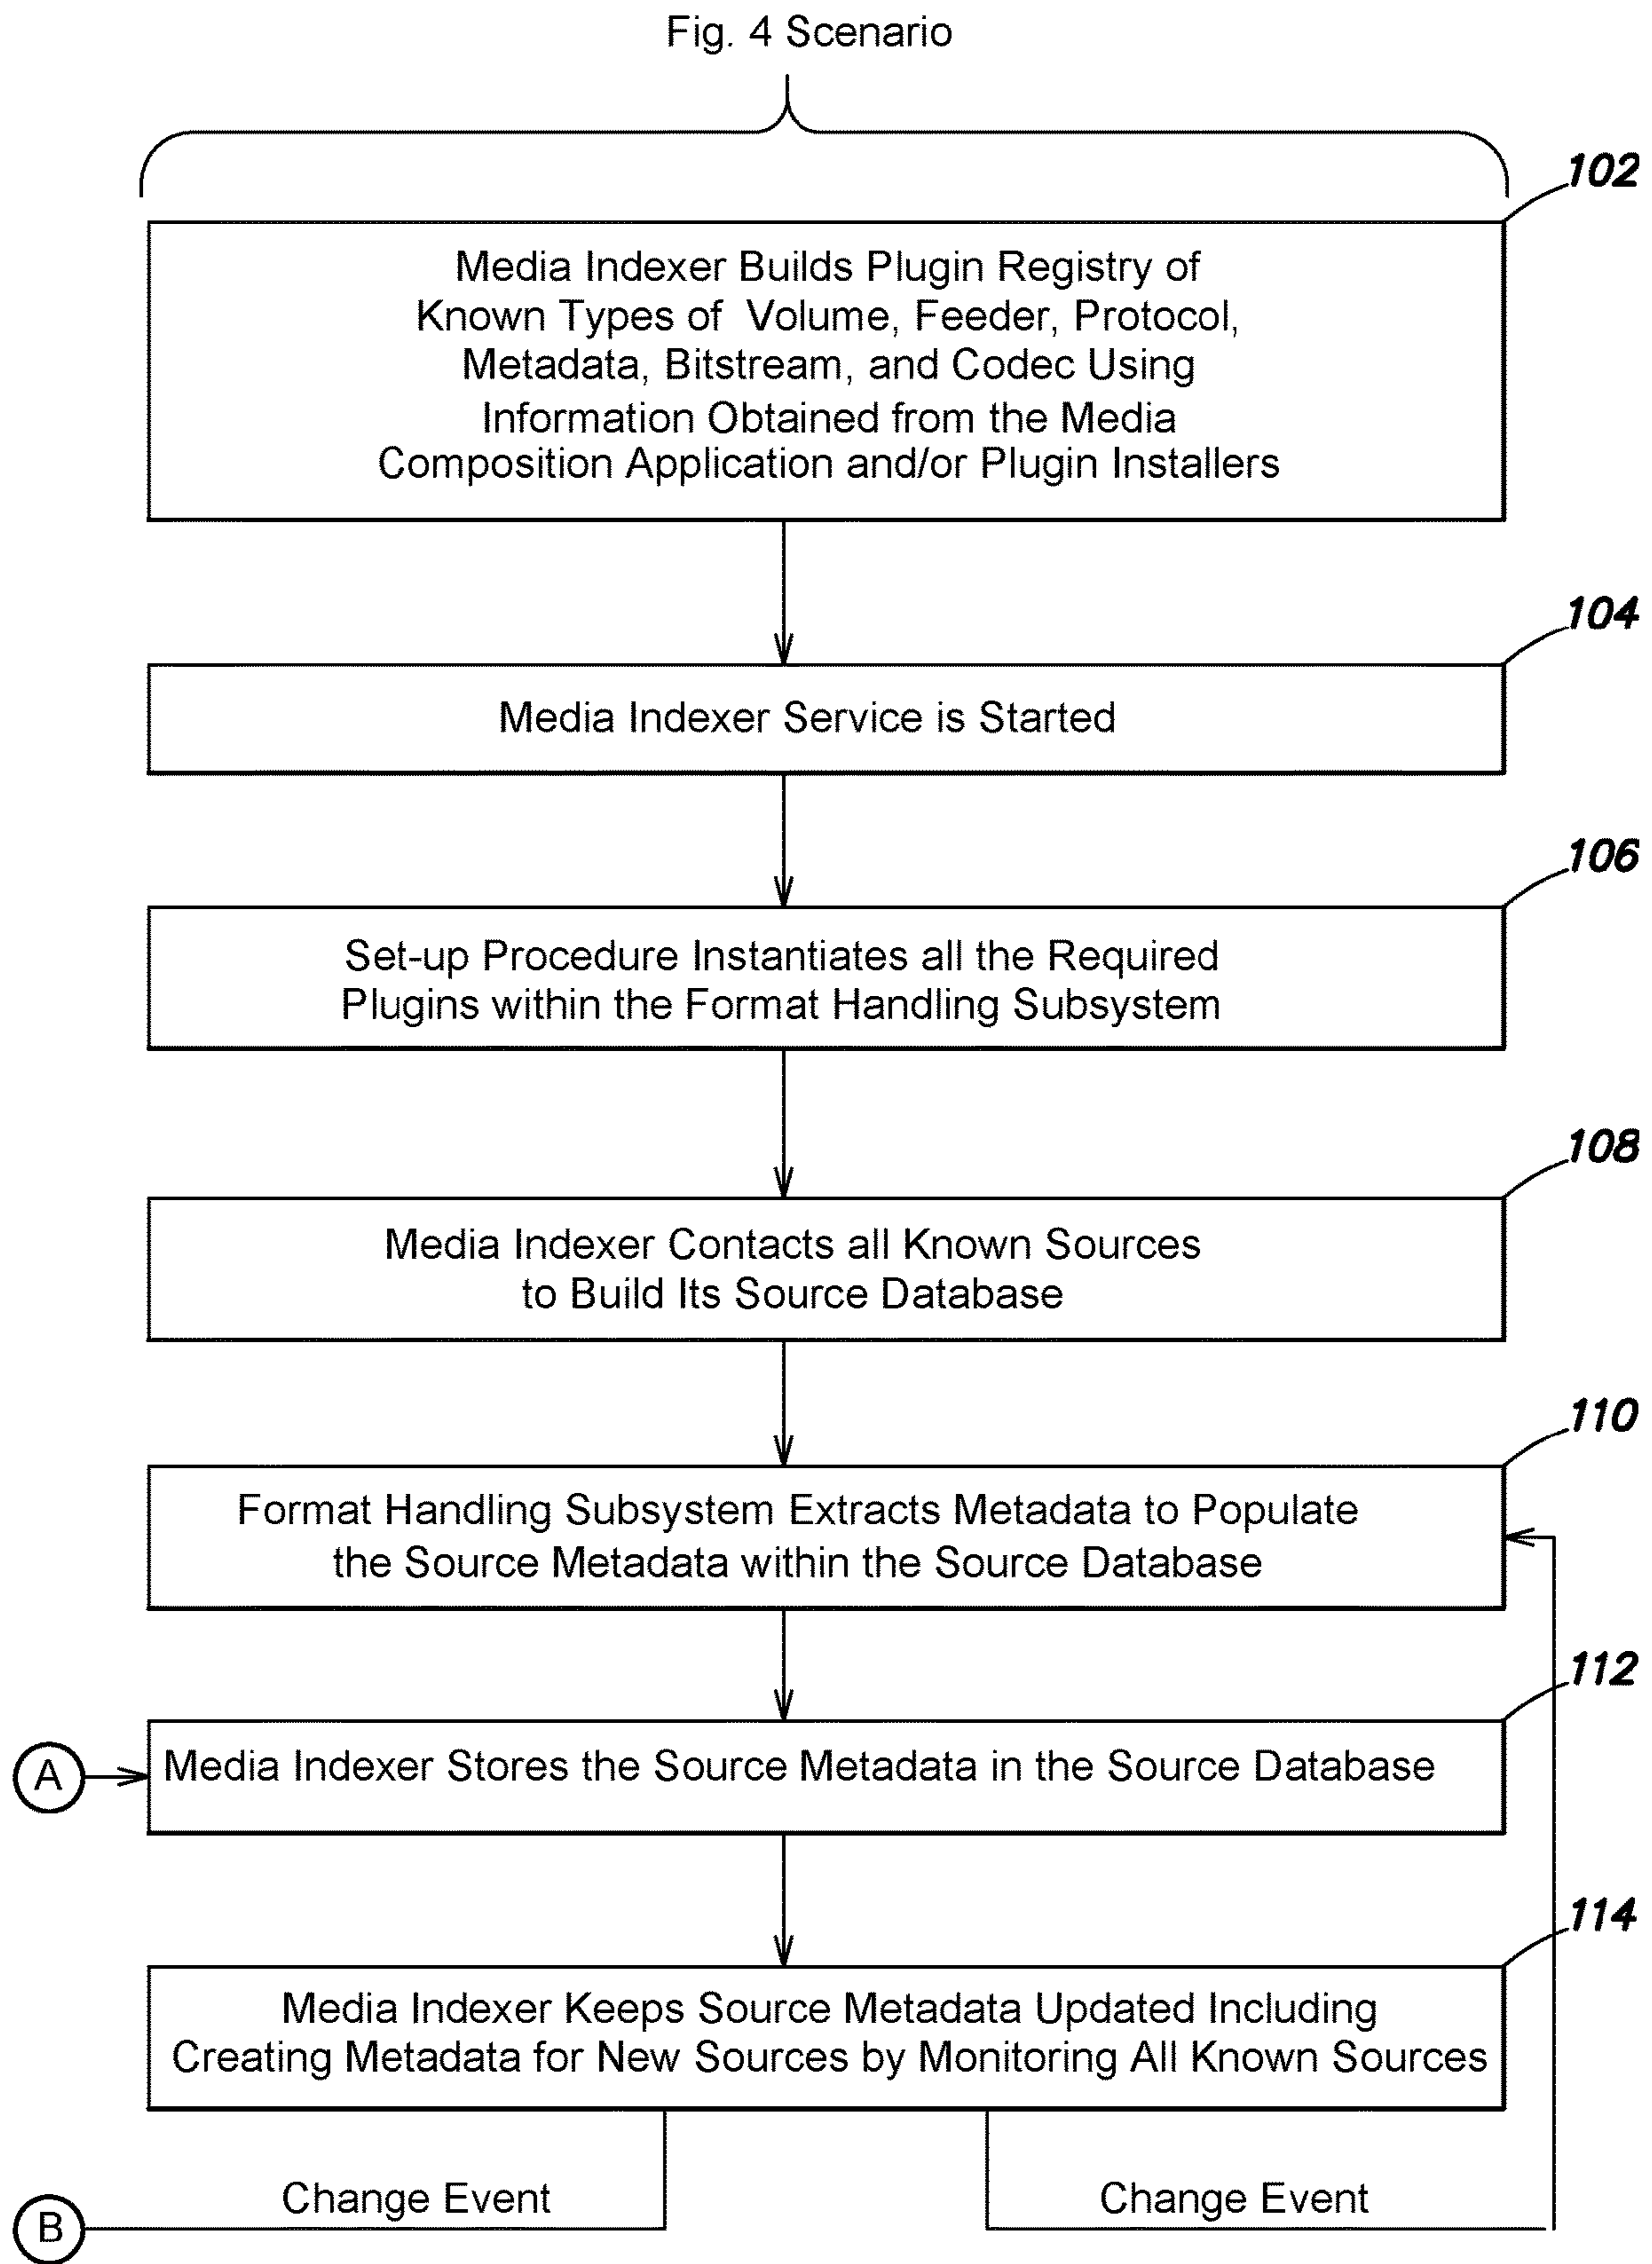 Fig. 4 Scenario
102
Media Indexer Builds Plugin Registry of
Known Types of Volume, Feeder, Protocol,
Metadata, Bitstream, and Codec Using
Information Obtained from the Media
Composition Application and/or Plugin Installers
104
Media Indexer Service is Started
106
Set-up Procedure Instantiates all the Required
Plugins within the Format Handling Subsystem
108
Media Indexer Contacts all Known Sources
to Build Its Source Database
110
Format Handling Subsystem Extracts Metadata to Populate
the Source Metadata within the Source Database
112
A
Media Indexer Stores the Source Metadata in the Source Database
114
Media Indexer Keeps Source Metadata Updated Including
Creating Metadata for New Sources by Monitoring All Known Sources
Change Event
Change Event
B